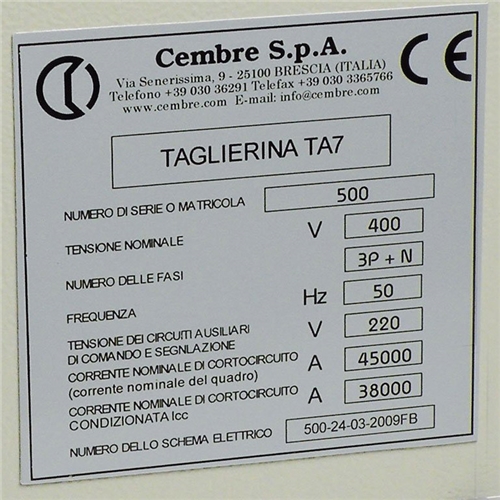 Cembre S.p.A.
Via Senerissima, 9 - 25100 BRESCIA (ITALIA)
Telefono +39 030 36291 Telefax +39 030 3365766
www.cembre.com E-mail: info@cembre.com
CE
TAGLIERINA TA7
NUMERO DI SERIE O MATRICOLA 500
TENSIONE NOMINALE V 400
NUMERO DELLE FASI 3P + N
FREQUENZA Hz 50
TENSIONE DEI CIRCUITI AUSILIARI
DI COMANDO E SEGNLAZIONE V 220
CORRENTE NOMINALE DI CORTOCIRCUITO
(corrente nominale del quadro) A 45000
CORRENTE NOMINALE DI CORTOCIRCUITO
CONDIZIONATA Icc A 38000
NUMERO DELLO SCHEMA ELETTRICO 500-24-03-2009FB